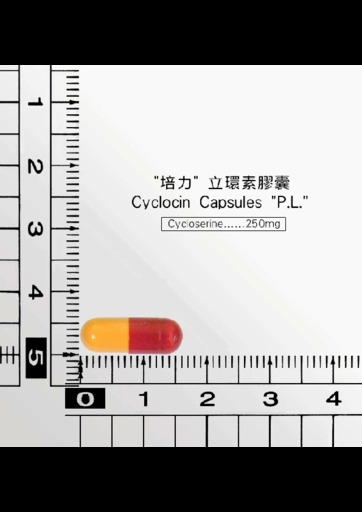 "培力" 立環素膠囊
Cyclocin Capsules "P.L."
Cycloserine......250mg
1
2
3
4
5
0 1 2 3 4